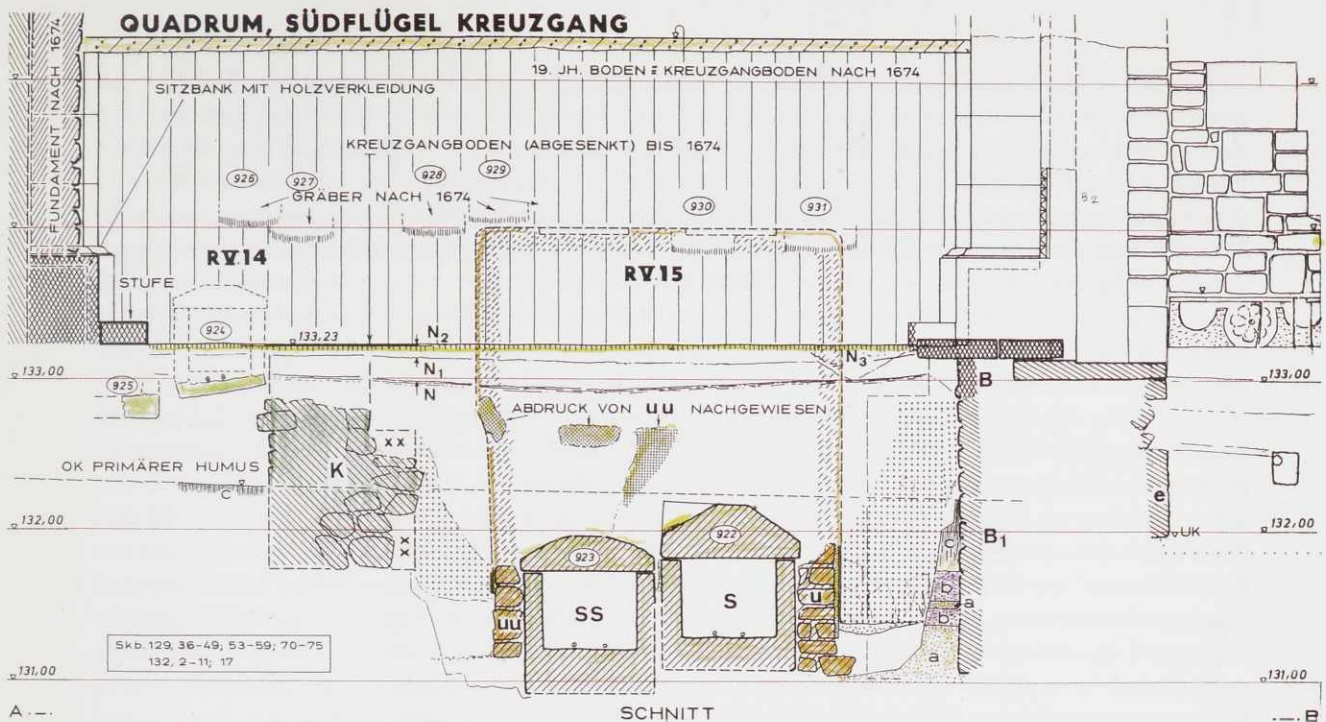 QUADRUM, SÜDFLÜGEL KREUZGANG
FUNDAMENT NACH 1674
19. JH. BODEN = KREUZGANGBODEN NACH 1674
SITZBANK MIT HOLZVERKLEIDUNG
KREUZGANGBODEN (ABGESENKT) BIS 1674
926
927
928
929
GRÄBER NACH 1674
930
931
B2
RV.14
RV.15
STUFE
924
133,23
N2
N3
N1
N
133,00
925
B
133,00
ABDRUCK VON uu NACHGEWIESEN
xx
K
OK PRIMÄRER HUMUS
c
e
132,00
xx
922
923
B1
UK
132,00
c
SS
S
u
uu
b
a
b
a
Skb. 129, 36-49; 53-59; 70-75
132, 2-11; 17
131,00
131,00
A
SCHNITT
B